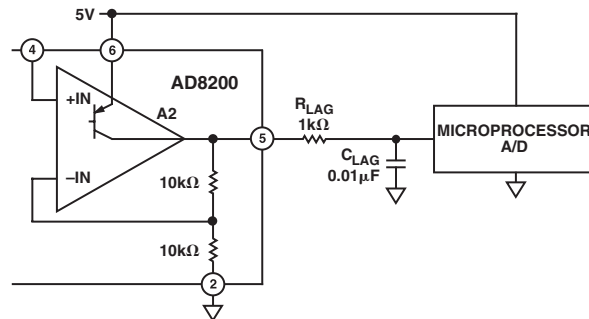 5V
4
6
AD8200
+IN
A2
–IN
10kΩ
10kΩ
5
2
R_LAG
1kΩ
C_LAG
0.01µF
MICROPROCESSOR
A/D